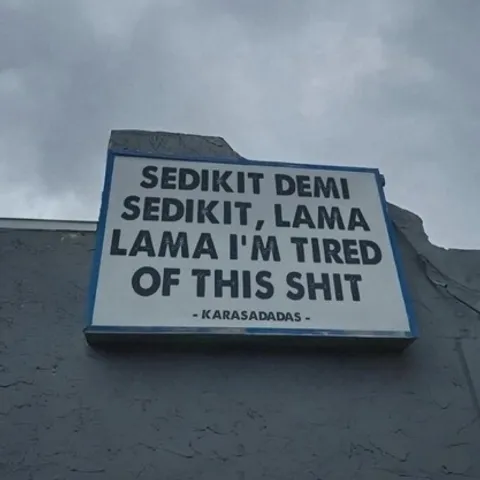 SEDIKIT DEMI
SEDIKIT, LAMA
LAMA I'M TIRED
OF THIS SHIT
- KARASADADAS -